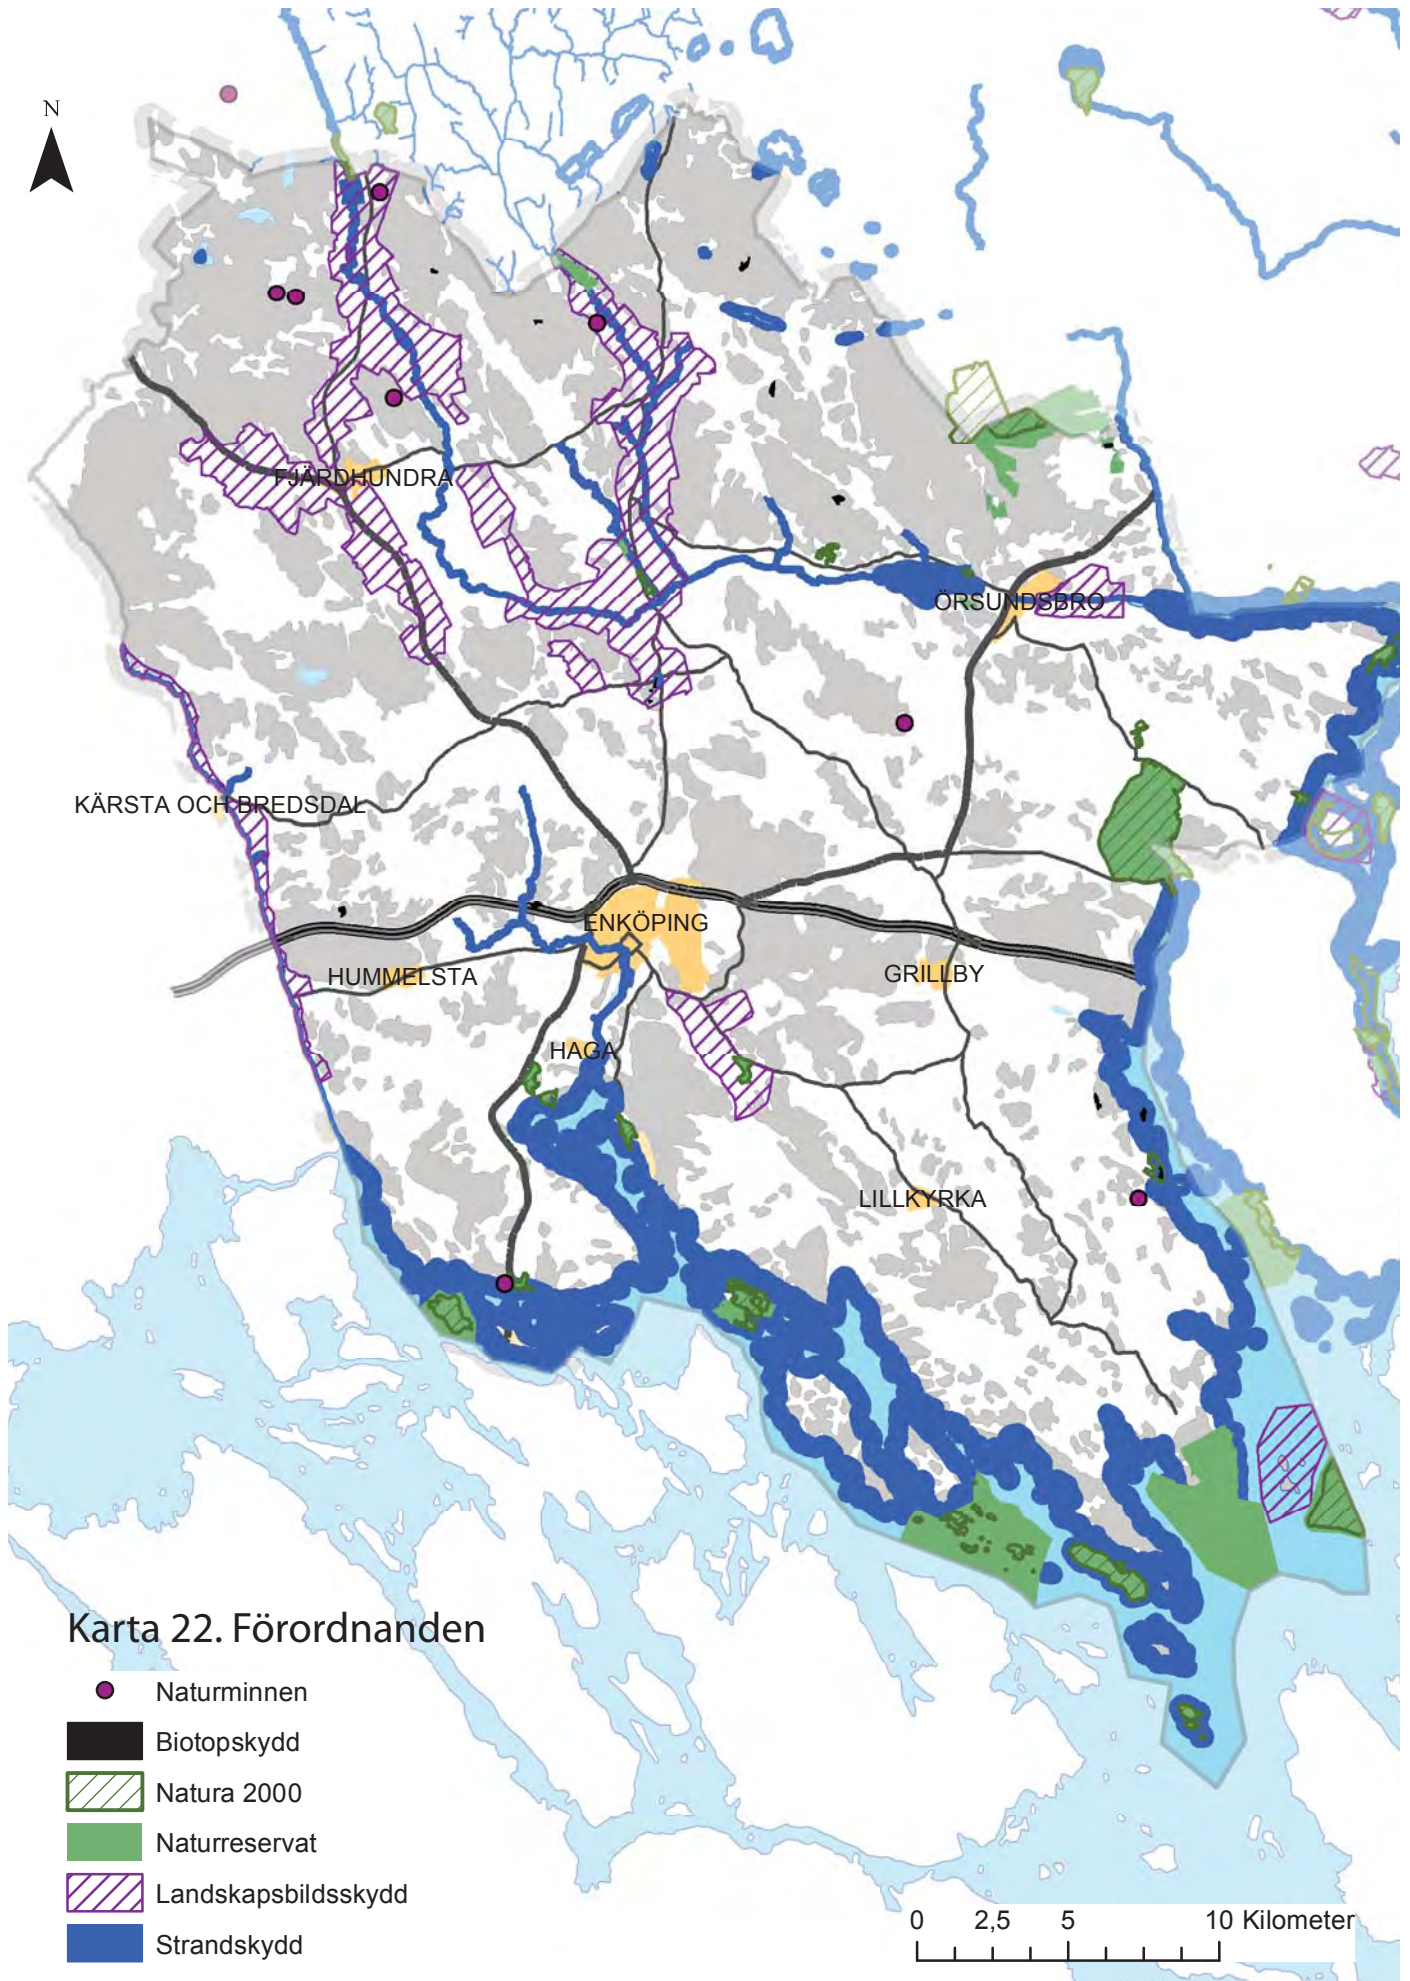 N
FJÄRDHUNDRA
ÖRSUNDSBRO
KÄRSTA OCH BREDSDAL
ENKÖPING
HUMMELSTA
GRILLBY
HAGA
LILLKYRKA
Karta 22. Förordnanden
Naturminnen
Biotopskydd
Natura 2000
Naturreservat
Landskapsbildsskydd
Strandskydd
0 2,5 5 10 Kilometer